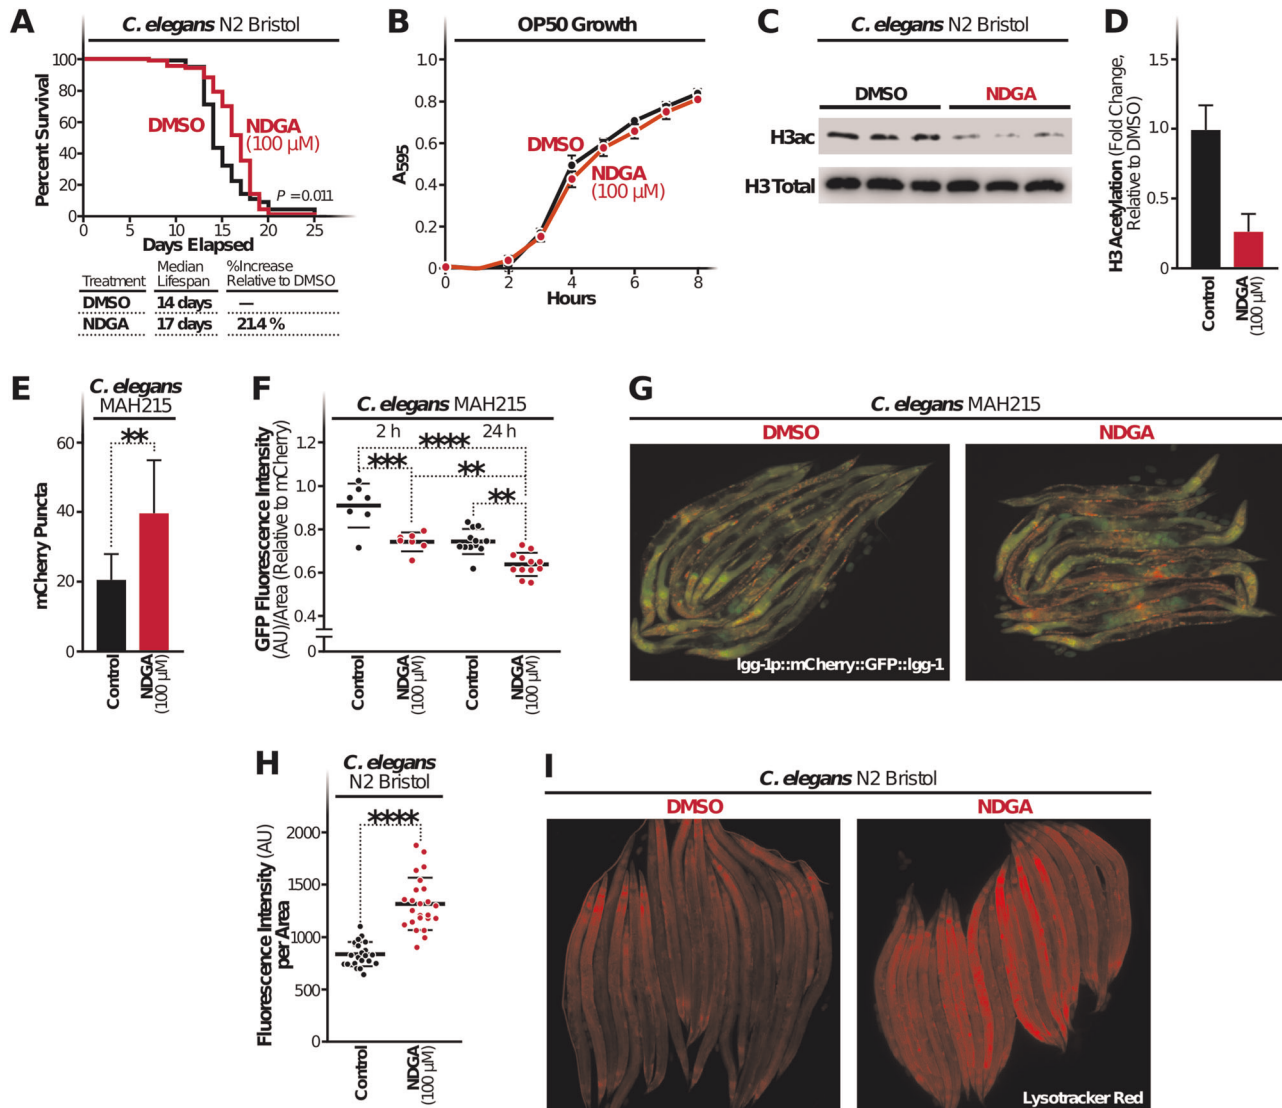 A
C. elegans N2 Bristol
Percent Survival
100
80
60
40
20
0
DMSO
NDGA
(100 µM)
P = 0.011
0 5 10 15 20 25
Days Elapsed
Treatment Median Lifespan %Increase Relative to DMSO
DMSO 14 days —
NDGA 17 days 21.4 %
B
OP50 Growth
A595
1.0
0.8
0.6
0.4
0.2
0
DMSO
NDGA
(100 µM)
0 2 4 6 8
Hours
C
C. elegans N2 Bristol
DMSO NDGA
H3ac
H3 Total
D
H3 Acetylation (Fold Change,
Relative to DMSO)
1.5
1.0
0.5
0
Control
NDGA
(100 µM)
E
C. elegans
MAH215
mCherry Puncta
60
40
20
0
**
Control
NDGA
(100 µM)
F
C. elegans MAH215
2 h 24 h
GFP Fluorescence Intensity
(AU)/Area (Relative to mCherry)
1.2
1.0
0.8
0.6
0.4
0
****
***
**
**
Control
NDGA
(100 µM)
Control
NDGA
(100 µM)
G
C. elegans MAH215
DMSO NDGA
lgg-1p::mCherry::GFP::lgg-1
H
C. elegans
N2 Bristol
Fluorescence Intensity (AU)
per Area
2000
1500
1000
500
0
****
Control
NDGA
(100 µM)
I
C. elegans N2 Bristol
DMSO NDGA
Lysotracker Red